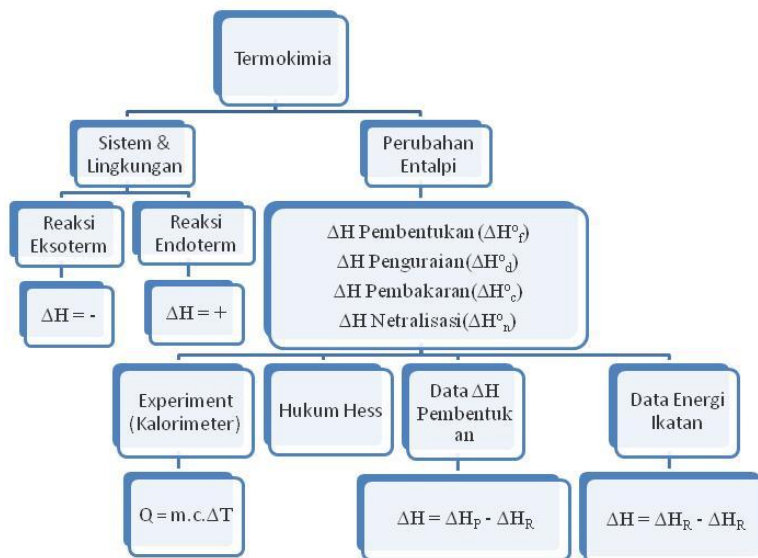 Termokimia
Sistem &
Lingkungan
Perubahan
Entalpi
Reaksi
Eksoterm
Reaksi
Endoterm
ΔH = -
ΔH = +
ΔH Pembentukan (ΔH°f)
ΔH Penguraian(ΔH°d)
ΔH Pembakaran(ΔH°c)
ΔH Netralisasi(ΔH°n)
Experiment
(Kalorimeter)
Hukum Hess
Data ΔH
Pembentuk
an
Data Energi
Ikatan
Q = m.c.ΔT
ΔH = ΔHP - ΔHR
ΔH = ΔHR - ΔHR